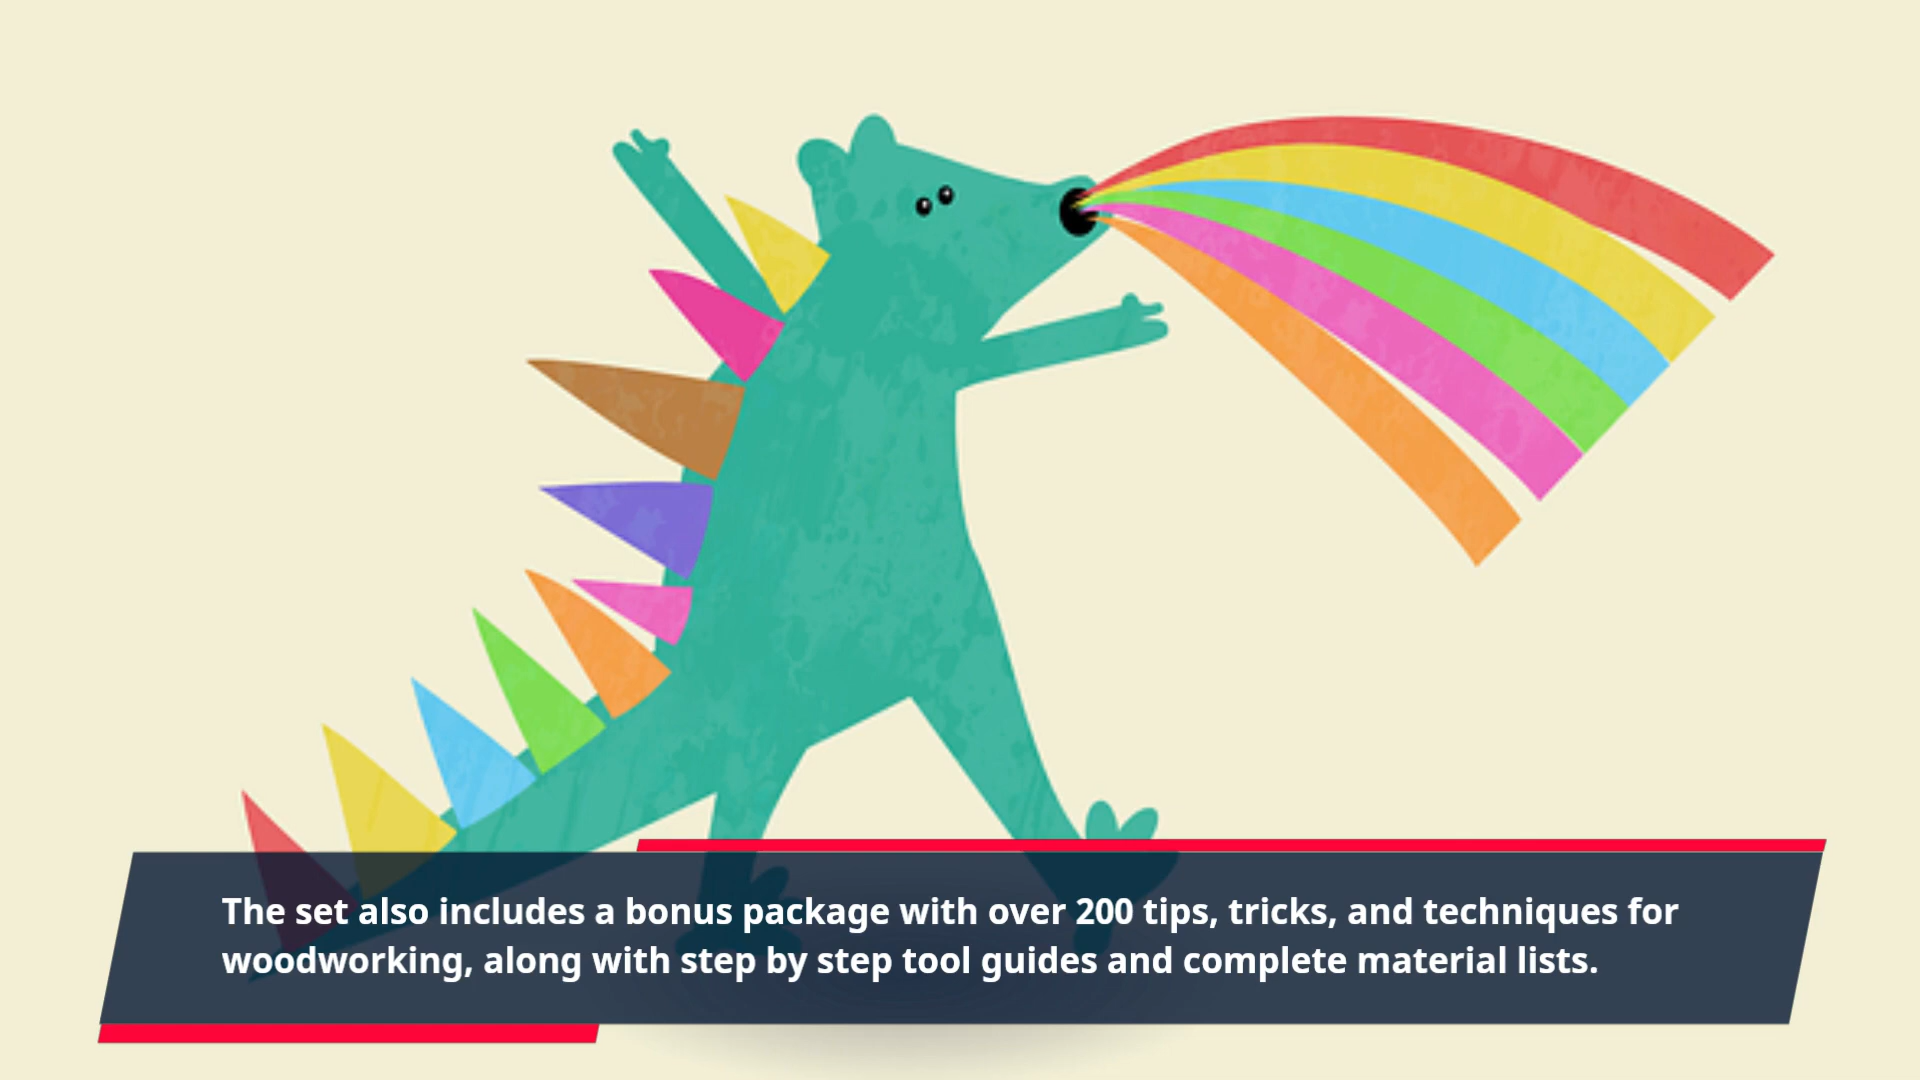 The set also includes a bonus package with over 200 tips, tricks, and techniques for
woodworking, along with step by step tool guides and complete material lists.